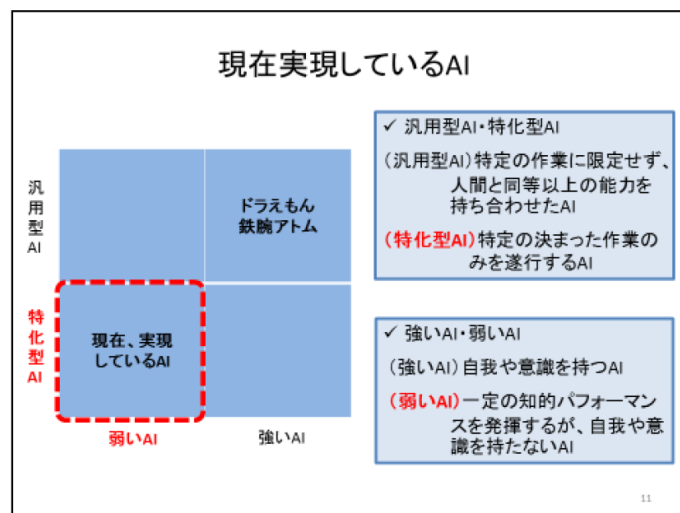 現在実現しているAI
汎用型AI
特化型AI
ドラえもん
鉄腕アトム
現在、実現
しているAI
弱いAI
強いAI
✓ 汎用型AI・特化型AI
(汎用型AI)特定の作業に限定せず、
人間と同等以上の能力を
持ち合わせたAI
(特化型AI)特定の決まった作業の
みを遂行するAI
✓ 強いAI・弱いAI
(強いAI)自我や意識を持つAI
(弱いAI)一定の知的パフォーマン
スを発揮するが、自我や意
識を持たないAI
11